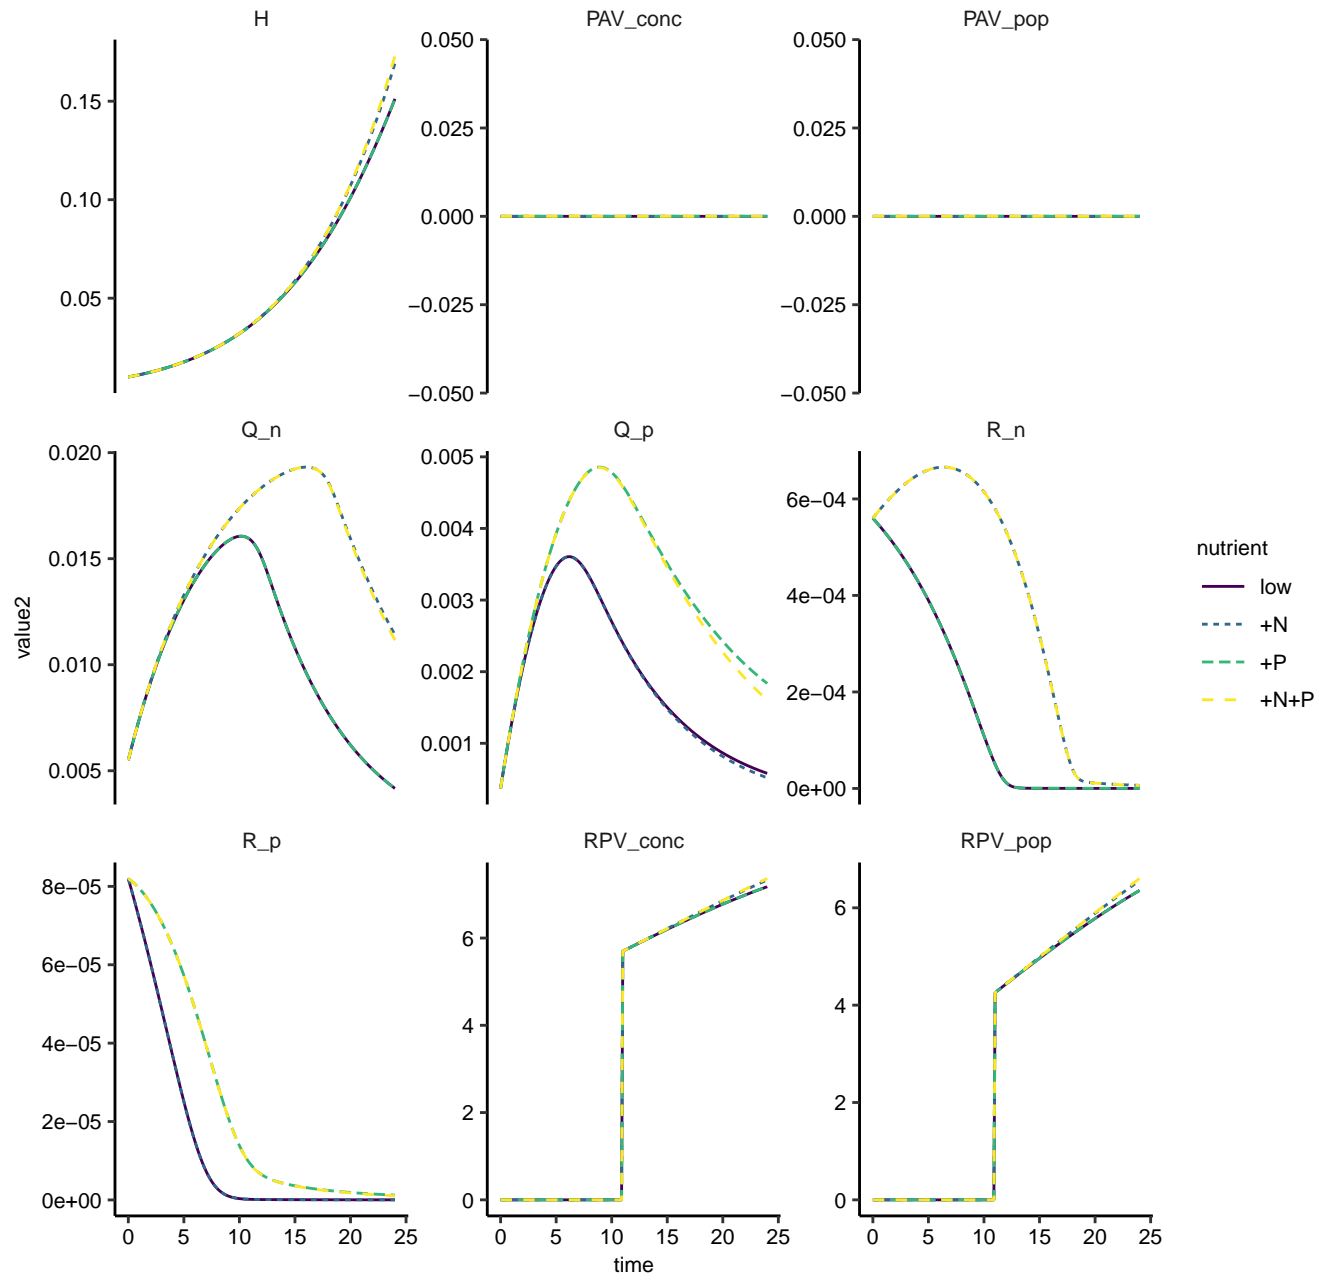 H
PAV_conc
PAV_pop
0.15
0.10
0.05
0.050
0.025
0.000
−0.025
−0.050
0.050
0.025
0.000
−0.025
−0.050
Q_n
Q_p
R_n
0.020
0.015
0.010
0.005
0.005
0.004
0.003
0.002
0.001
6e−04
4e−04
2e−04
0e+00
R_p
RPV_conc
RPV_pop
8e−05
6e−05
4e−05
2e−05
0e+00
6
4
2
0
6
4
2
0
0 5 10 15 20 25
0 5 10 15 20 25
0 5 10 15 20 25
time
value2
nutrient
low
+N
+P
+N+P